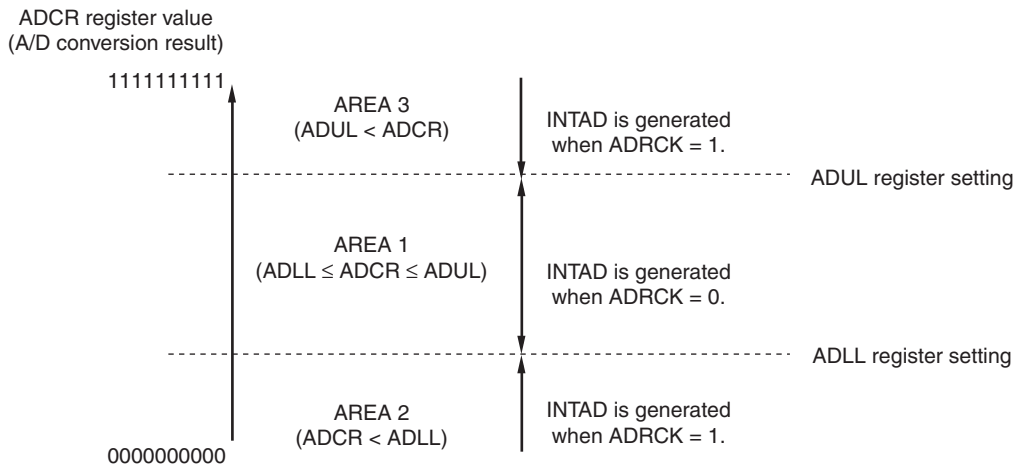 ADCR register value
(A/D conversion result)
1111111111
AREA 3
(ADUL < ADCR)
INTAD is generated
when ADRCK = 1.
ADUL register setting
AREA 1
(ADLL ≤ ADCR ≤ ADUL)
INTAD is generated
when ADRCK = 0.
ADLL register setting
AREA 2
(ADCR < ADLL)
INTAD is generated
when ADRCK = 1.
0000000000